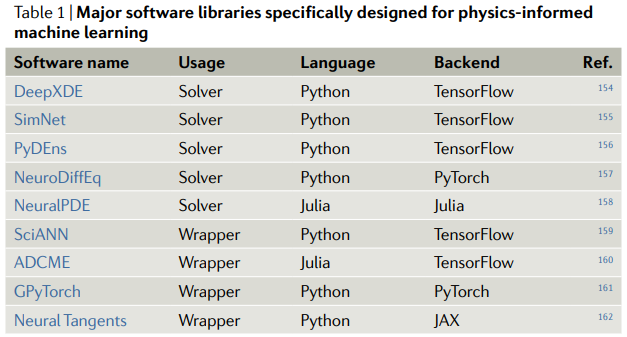 Table 1 | Major software libraries specifically designed for physics-informed
machine learning
Software name Usage Language Backend Ref.
DeepXDE Solver Python TensorFlow 154
SimNet Solver Python TensorFlow 155
PyDEns Solver Python TensorFlow 156
NeuroDiffEq Solver Python PyTorch 157
NeuralPDE Solver Julia Julia 158
SciANN Wrapper Python TensorFlow 159
ADCME Wrapper Julia TensorFlow 160
GPyTorch Wrapper Python PyTorch 161
Neural Tangents Wrapper Python JAX 162